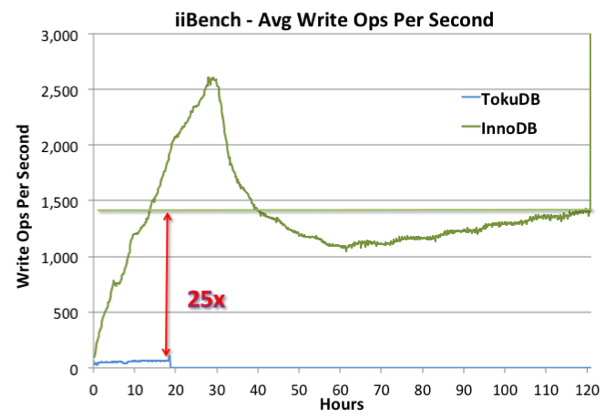 iiBench - Avg Write Ops Per Second
3,000
2,500
2,000
1,500
1,000
500
0
Write Ops Per Second
TokuDB
InnoDB
25x
0 10 20 30 40 50 60 70 80 90 100 110 120
Hours